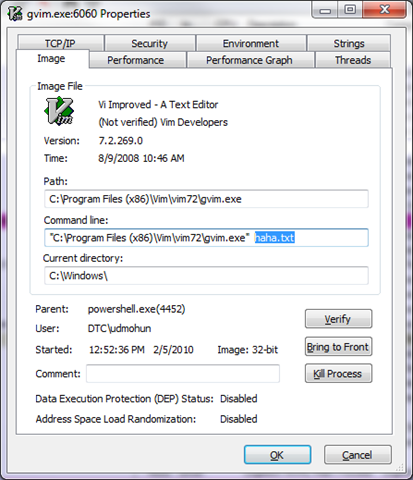 gvim.exe:6060 Properties
TCP/IP Security Environment Strings
Image Performance Performance Graph Threads
Image File
Vim
Vi Improved - A Text Editor
(Not verified) Vim Developers
Version: 7.2.269.0
Time: 8/9/2008 10:46 AM
Path:
C:\Program Files (x86)\Vim\vim72\gvim.exe
Command line:
"C:\Program Files (x86)\Vim\vim72\gvim.exe" haha.txt
Current directory:
C:\Windows\
Parent: powershell.exe(4452)
User: DTC\udmohun
Verify
Started: 12:52:36 PM 2/5/2010 Image: 32-bit
Bring to Front
Comment:
Kill Process
Data Execution Protection (DEP) Status: Disabled
Address Space Load Randomization: Disabled
OK Cancel